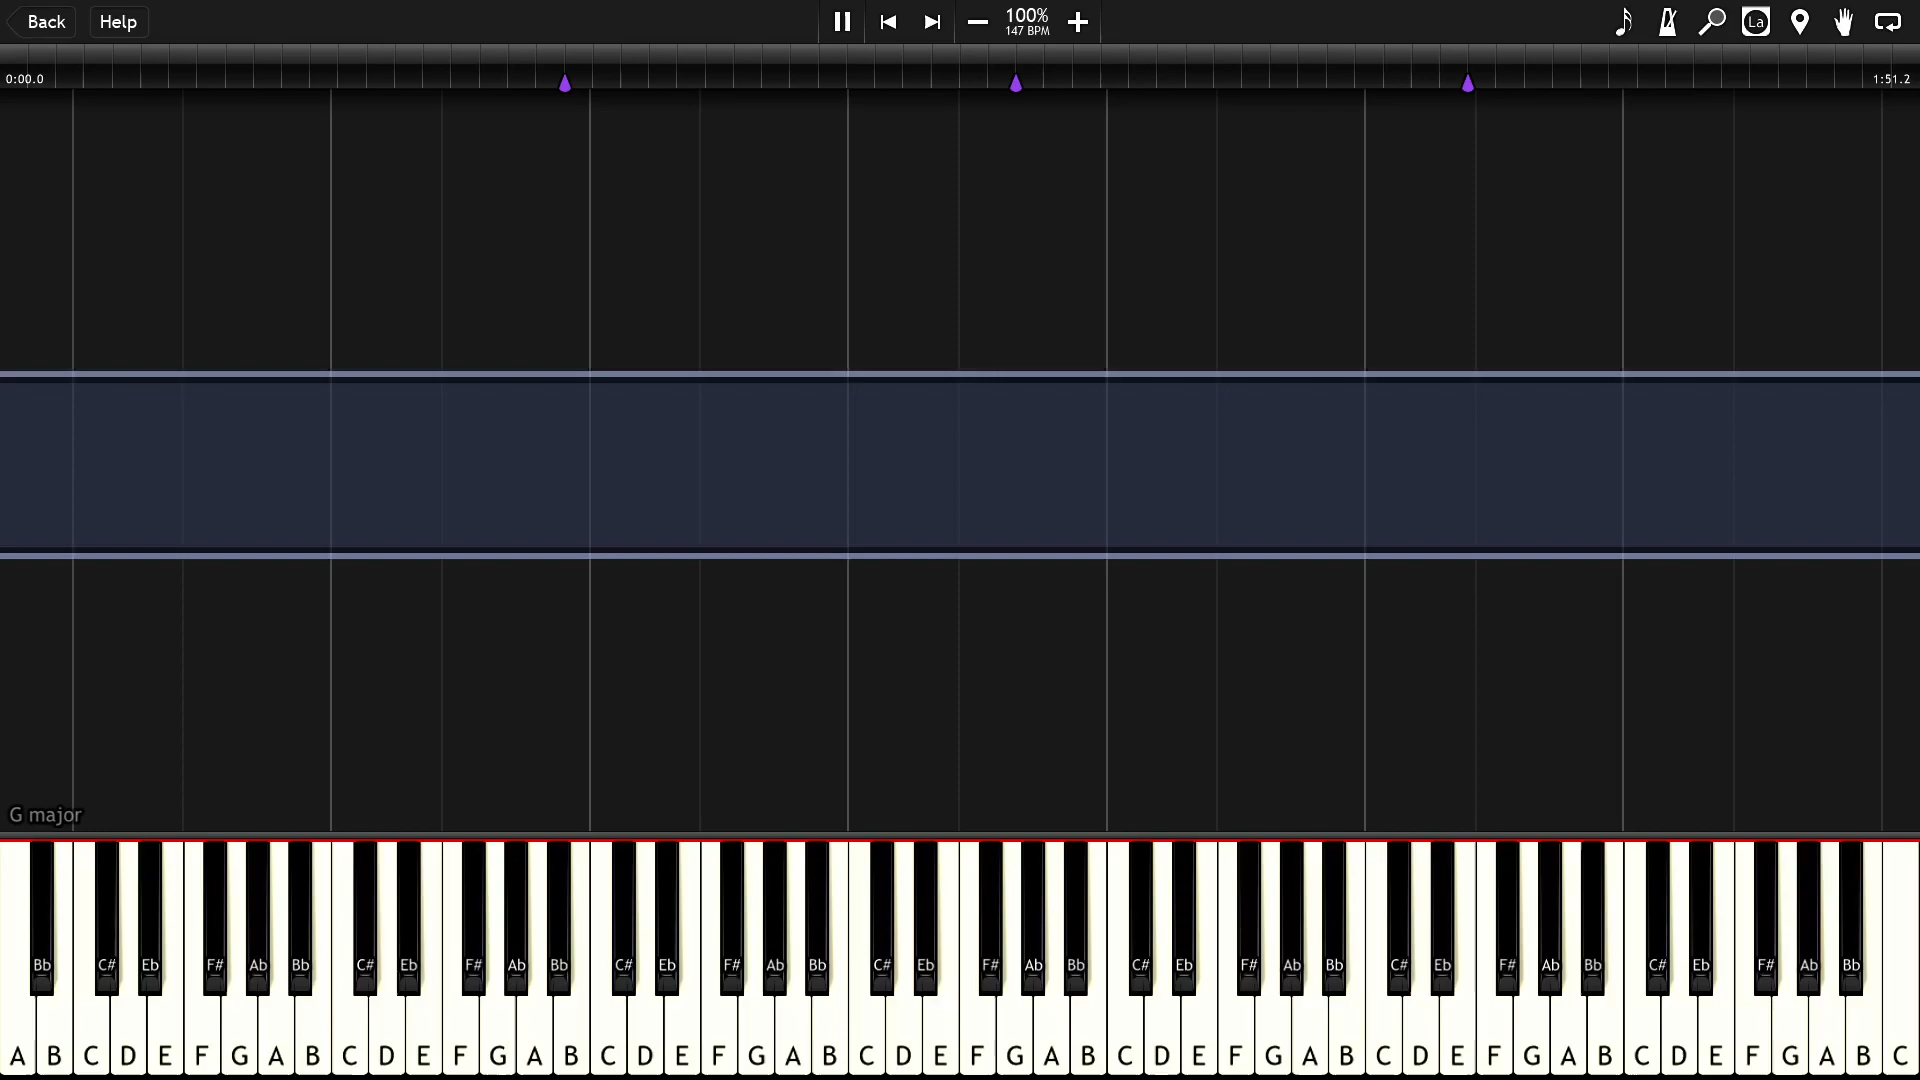 Back Help 100% La
147 BPM
0:00.0 1:51.2
G major
Bb C# Eb F# Ab Bb C# Eb F# Ab Bb C# Eb F# Ab Bb C# Eb F# Ab Bb C# Eb F# Ab Bb C# Eb F# Ab Bb C# Eb F# Ab Bb
A B C D E F G A B C D E F G A B C D E F G A B C D E F G A B C D E F G A B C D E F G A B C D E F G A B C